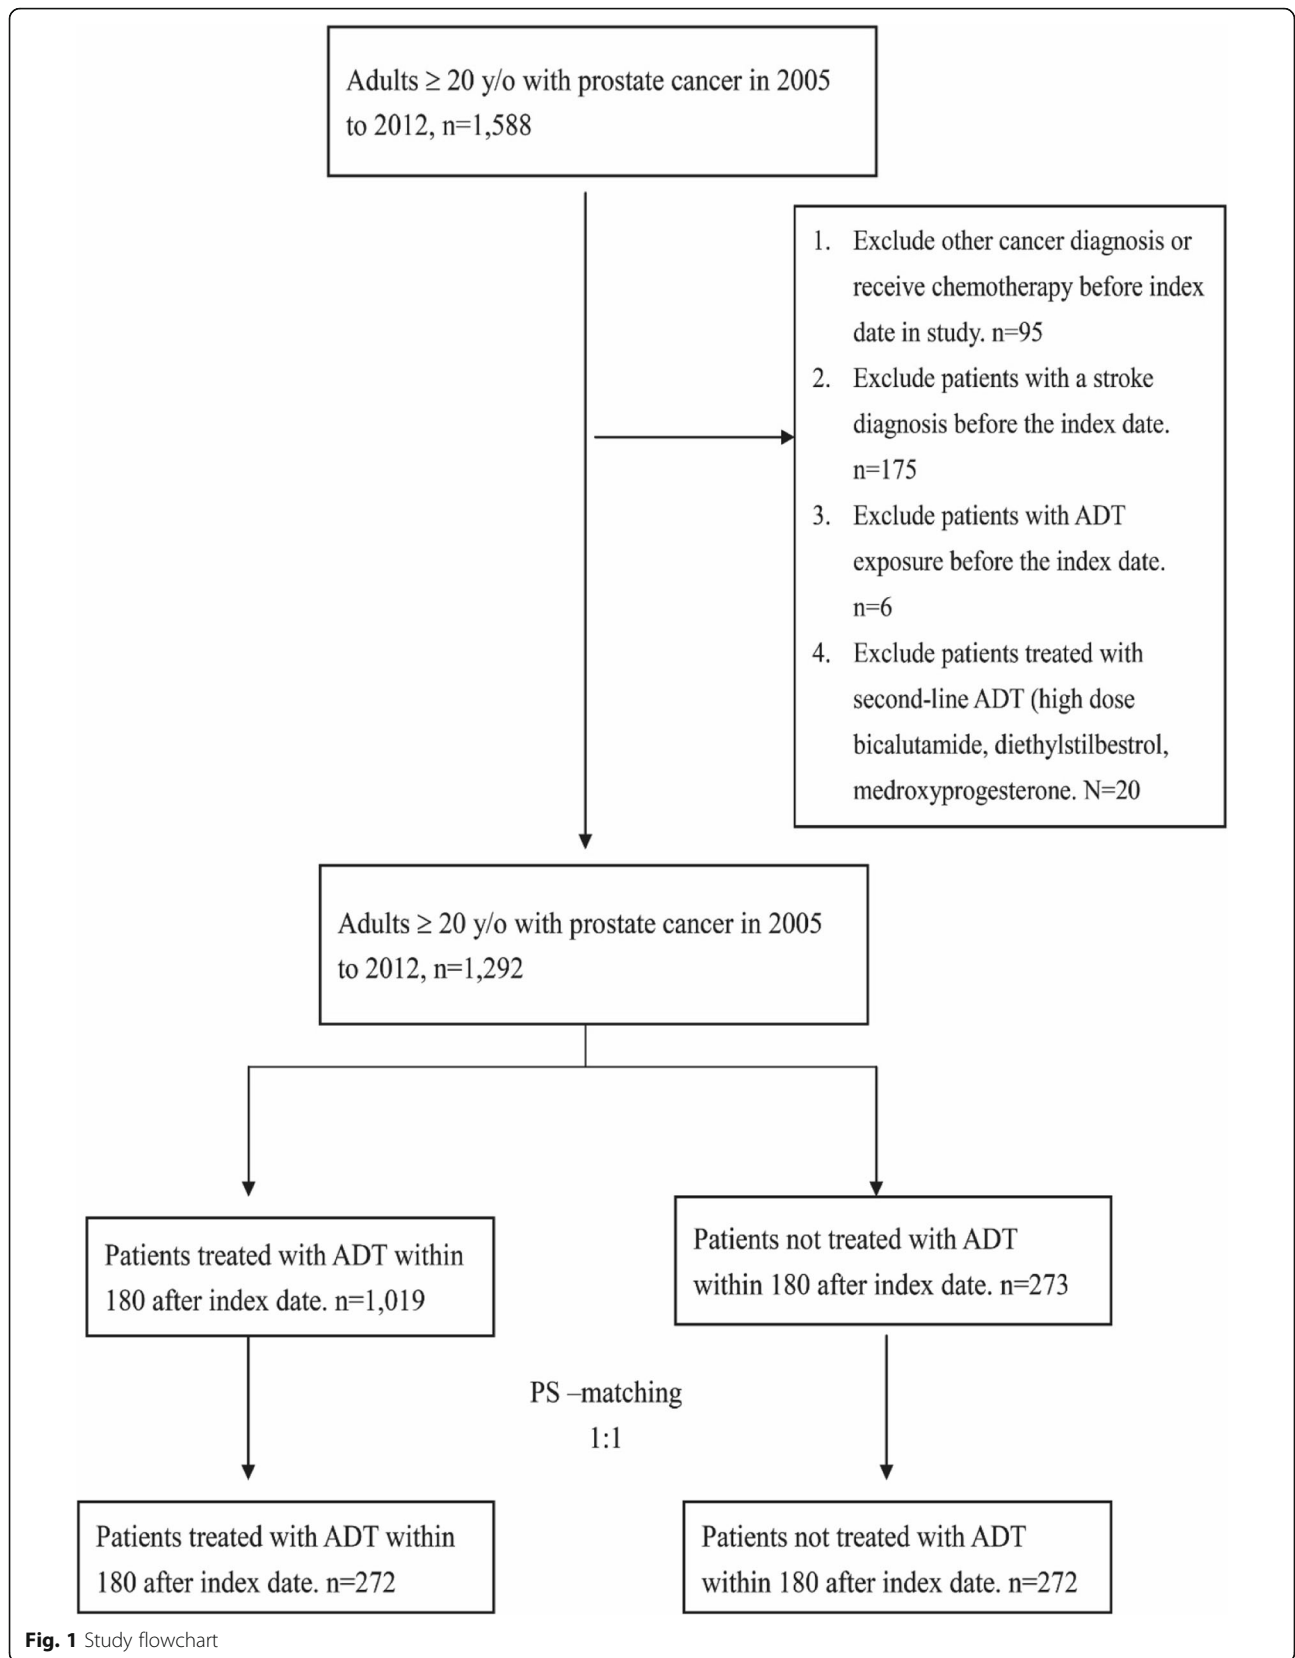 Adults ≥ 20 y/o with prostate cancer in 2005
to 2012, n=1,588
1. Exclude other cancer diagnosis or
receive chemotherapy before index
date in study. n=95
2. Exclude patients with a stroke
diagnosis before the index date.
n=175
3. Exclude patients with ADT
exposure before the index date.
n=6
4. Exclude patients treated with
second-line ADT (high dose
bicalutamide, diethylstilbestrol,
medroxyprogesterone. N=20
Adults ≥ 20 y/o with prostate cancer in 2005
to 2012, n=1,292
Patients treated with ADT within
180 after index date. n=1,019
Patients not treated with ADT
within 180 after index date. n=273
PS –matching
1:1
Patients treated with ADT within
180 after index date. n=272
Patients not treated with ADT
within 180 after index date. n=272
Fig. 1 Study flowchart